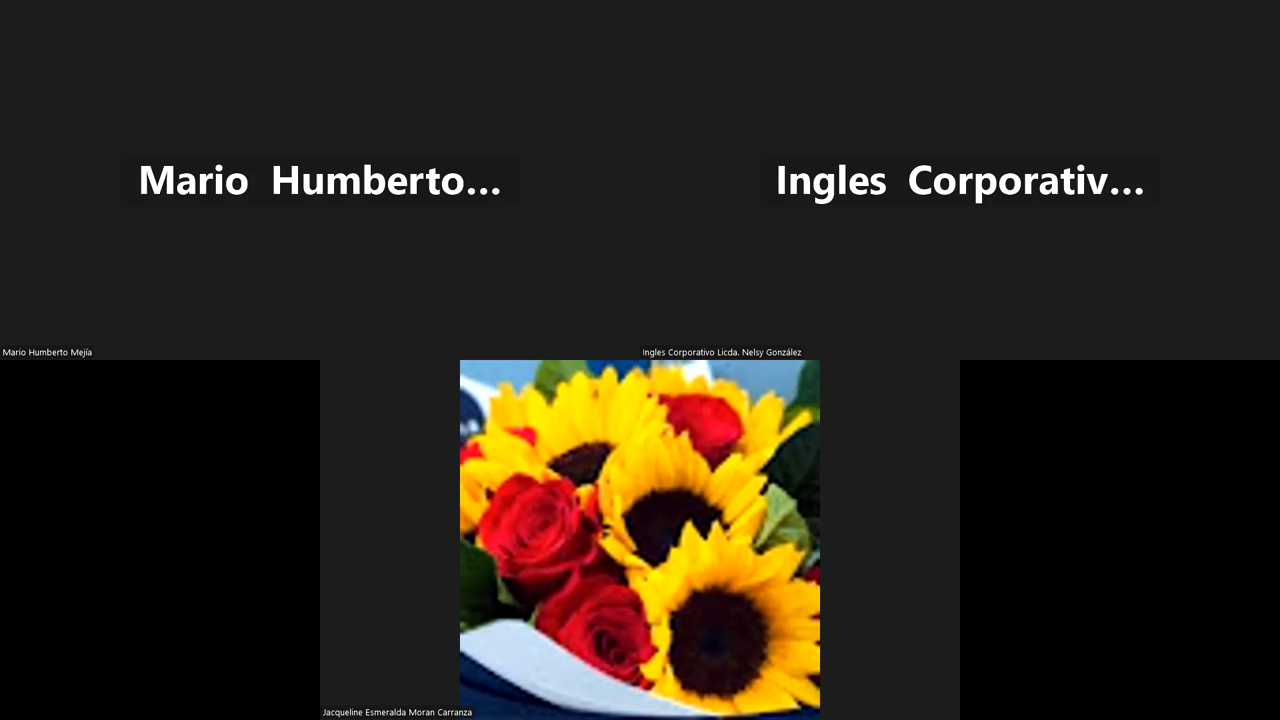 Mario Humberto...
Ingles Corporativ...
Mario Humberto Mejía
Ingles Corporativo Licda. Nelsy González
Jacqueline Esmeralda Moran Carranza